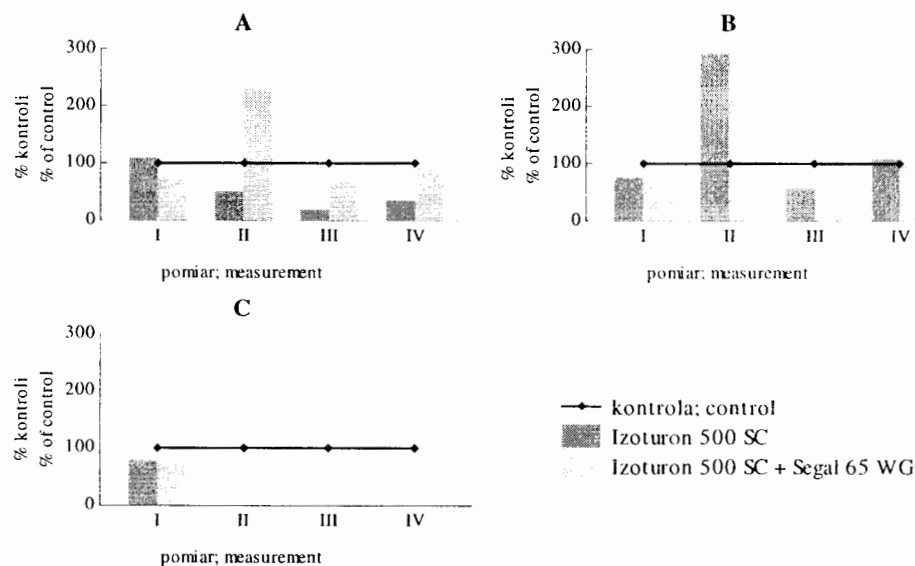 A
% kontroli
% of control
300
200
100
0
I II III IV
pomiar; measurement
B
% kontroli
% of control
300
200
100
0
I II III IV
pomiar; measurement
C
% kontroli
% of control
300
200
100
0
I II III IV
pomiar; measurement
kontrola; control
Izoturon 500 SC
Izoturon 500 SC + Segal 65 WG